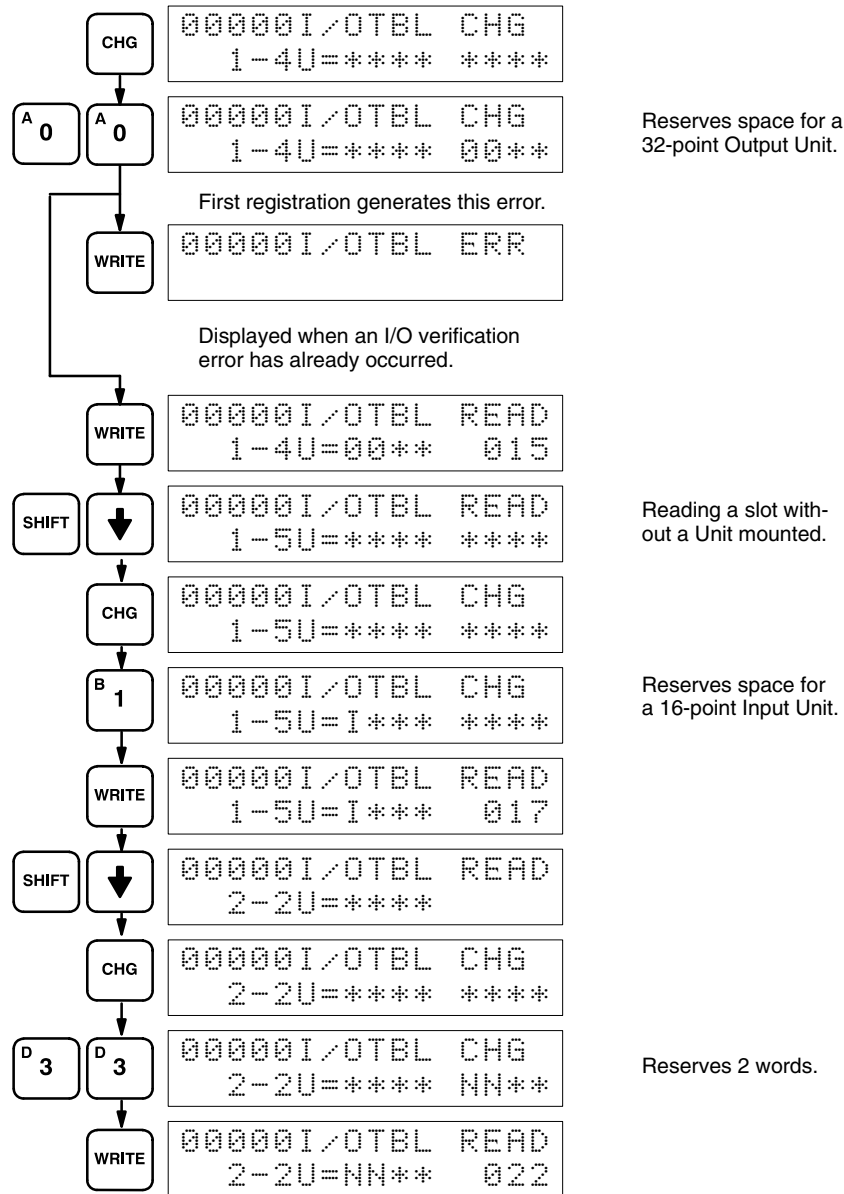 CHG
00000I/OTBL CHG
1-4U=**** ****
A 0
A 0
00000I/OTBL CHG
1-4U=**** 00**
Reserves space for a
32-point Output Unit.
First registration generates this error.
WRITE
00000I/OTBL ERR
Displayed when an I/O verification
error has already occurred.
WRITE
00000I/OTBL READ
1-4U=00** 015
SHIFT
00000I/OTBL READ
1-5U=**** ****
Reading a slot with-
out a Unit mounted.
CHG
00000I/OTBL CHG
1-5U=**** ****
B 1
00000I/OTBL CHG
1-5U=I*** ****
Reserves space for
a 16-point Input Unit.
WRITE
00000I/OTBL READ
1-5U=I*** 017
SHIFT
00000I/OTBL READ
2-2U=****
CHG
00000I/OTBL CHG
2-2U=**** ****
D 3
D 3
00000I/OTBL CHG
2-2U=**** NN**
Reserves 2 words.
WRITE
00000I/OTBL READ
2-2U=NN** 022